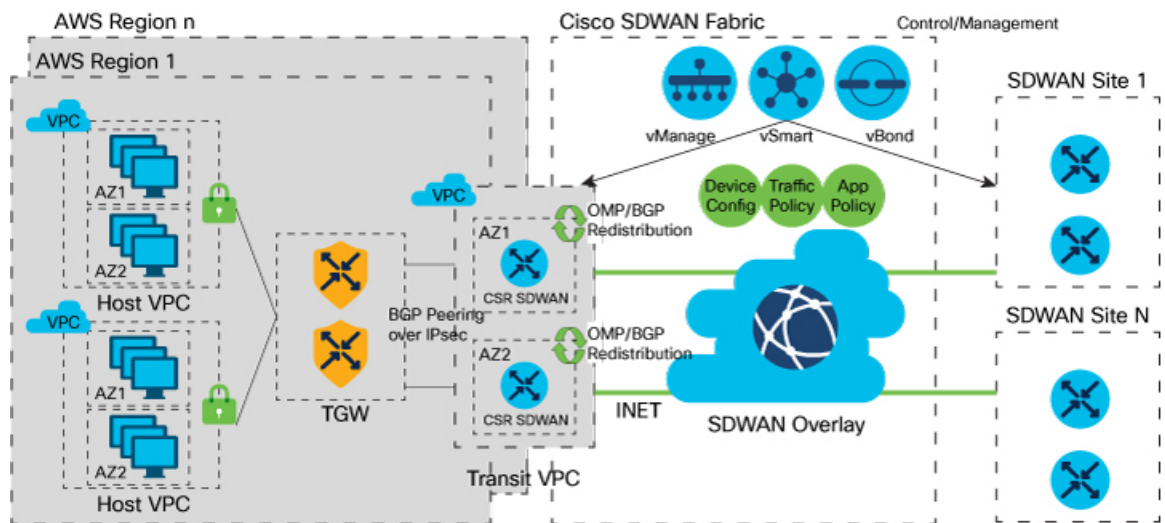 AWS Region n
Cisco SDWAN Fabric
Control/Management
AWS Region 1
SDWAN Site 1
VPC
AZ1
AZ2
Host VPC
vManage
vSmart
vBond
Device
Config
Traffic
Policy
App
Policy
VPC
OMP/BGP
Redistribution
AZ1
CSR SDWAN
BGP Peering
over IPsec
VPC
AZ1
AZ2
Host VPC
TGW
OMP/BGP
Redistribution
AZ2
CSR SDWAN
Transit VPC
INET
SDWAN Overlay
SDWAN Site N